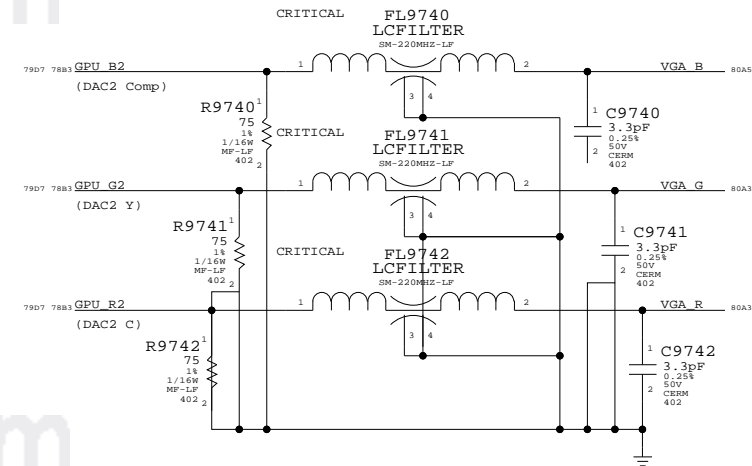 CRITICAL
FL9740
LCFILTER
SM-220MHZ-LF
79D7 78B3 GPU_B2
1
2
VGA_B
80A5
(DAC2 Comp)
3 4
R9740
1
75
1%
1/16W
MF-LF
402
2
C9740
1
3.3pF
0.25%
50V
CERM
402
2
CRITICAL
FL9741
LCFILTER
SM-220MHZ-LF
79D7 78B3 GPU_G2
1
2
VGA_G
80A3
(DAC2 Y)
3 4
R9741
1
75
1%
1/16W
MF-LF
402
2
C9741
1
3.3pF
0.25%
50V
CERM
402
2
CRITICAL
FL9742
LCFILTER
SM-220MHZ-LF
79D7 78B3 GPU_R2
1
2
VGA_R
80A3
(DAC2 C)
3 4
R9742
1
75
1%
1/16W
MF-LF
402
2
C9742
1
3.3pF
0.25%
50V
CERM
402
2